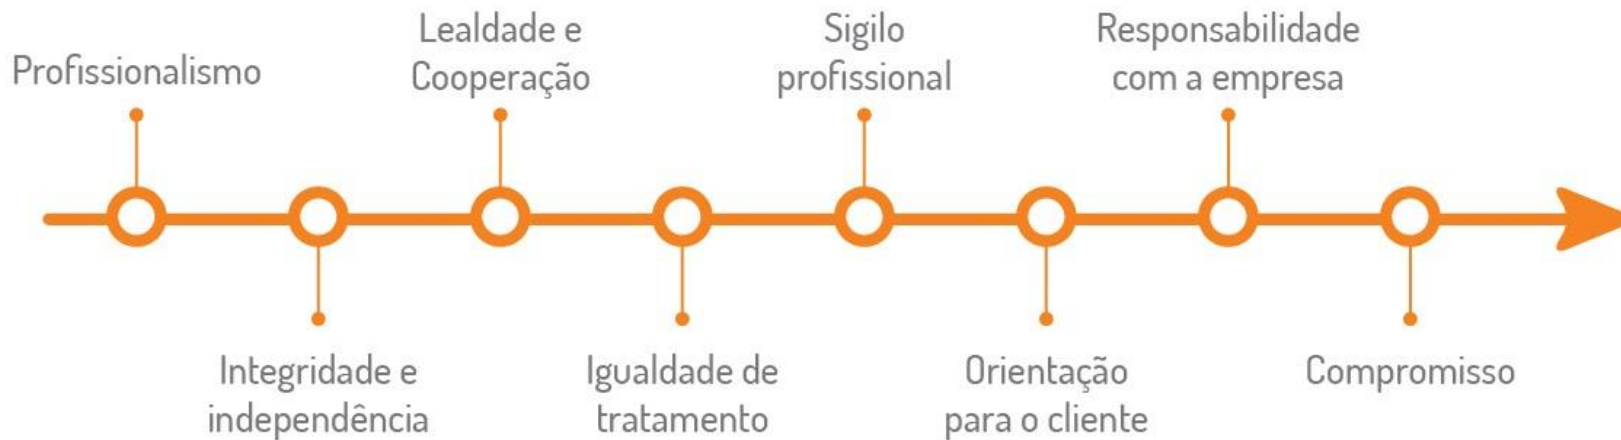 Profissionalismo
Lealdade e
Cooperação
Sigilo
profissional
Responsabilidade
com a empresa
Integridade e
independência
Igualdade de
tratamento
Orientação
para o cliente
Compromisso